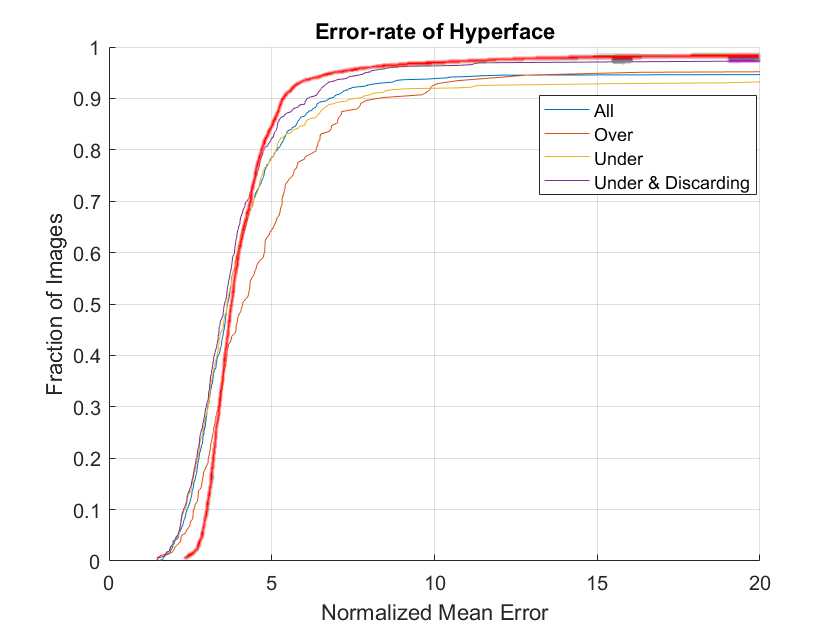 Error-rate of Hyperface
1
0.9
0.8
0.7
0.6
0.5
0.4
0.3
0.2
0.1
0
Fraction of Images
All
Over
Under
Under & Discarding
0
5
10
15
20
Normalized Mean Error